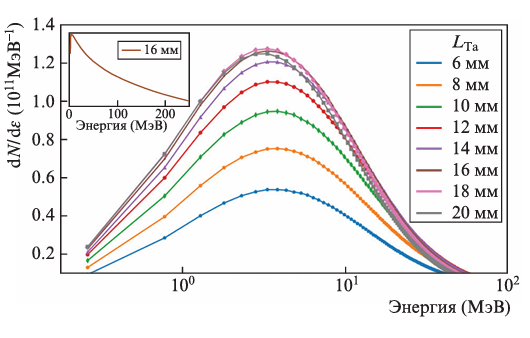 1.4
1.2
1.0
0.8
0.6
0.4
0.2
dN/dε (10¹¹МэВ⁻¹)
16 мм
0
100
200
Энергия (МэВ)
L_Ta
6 мм
8 мм
10 мм
12 мм
14 мм
16 мм
18 мм
20 мм
10⁰
10¹
10²
Энергия (МэВ)